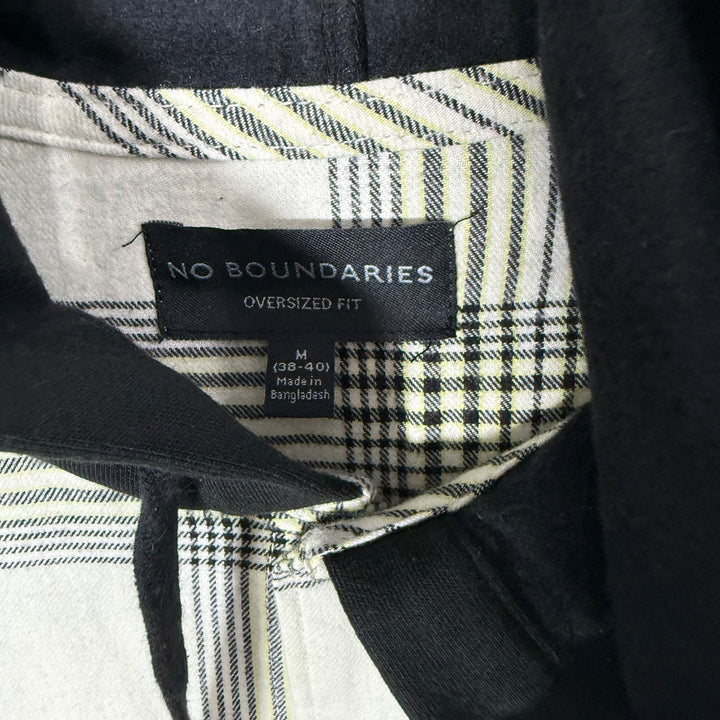 NO BOUNDARIES
OVERSIZED FIT
M
(38-40)
Made in
Bangladesh